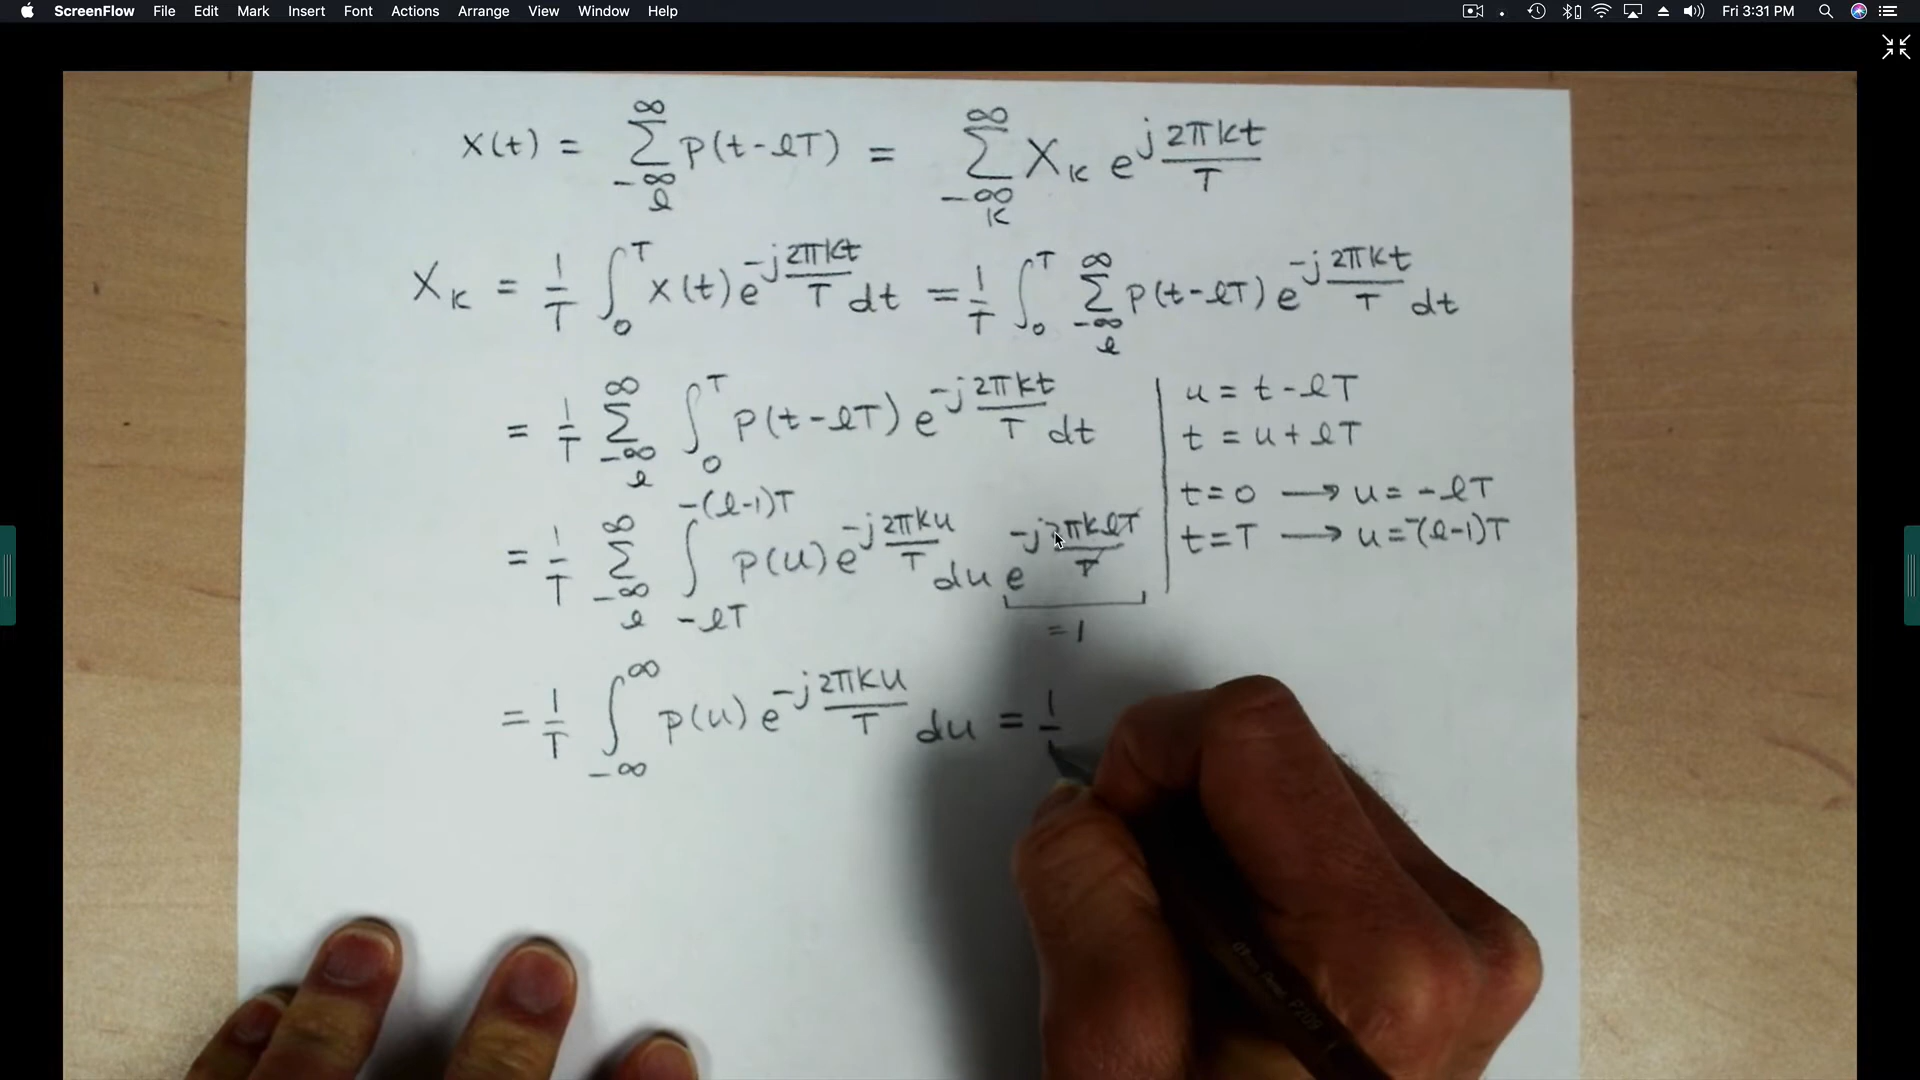 ScreenFlow File Edit Mark Insert Font Actions Arrange View Window Help Fri 3:31 PM
x(t) = ∑_{-∞ l}^{∞} p(t-lT) = ∑_{-∞ k}^{∞} X_k e^{j 2πkt/T}
X_k = 1/T ∫_0^T x(t) e^{-j 2πkt/T} dt = 1/T ∫_0^T ∑_{-∞ l}^{∞} p(t-lT) e^{-j 2πkt/T} dt
= 1/T ∑_{-∞ l}^{∞} ∫_0^T p(t-lT) e^{-j 2πkt/T} dt
u = t-lT
t = u+lT
t=0 → u=-lT
t=T → u=-(l-1)T
= 1/T ∑_{-∞ l}^{∞} ∫_{-lT}^{-(l-1)T} p(u) e^{-j 2πku/T} du e^{-j 2πklT/T}
=1
= 1/T ∫_{-∞}^{∞} p(u) e^{-j 2πku/T} du = 1